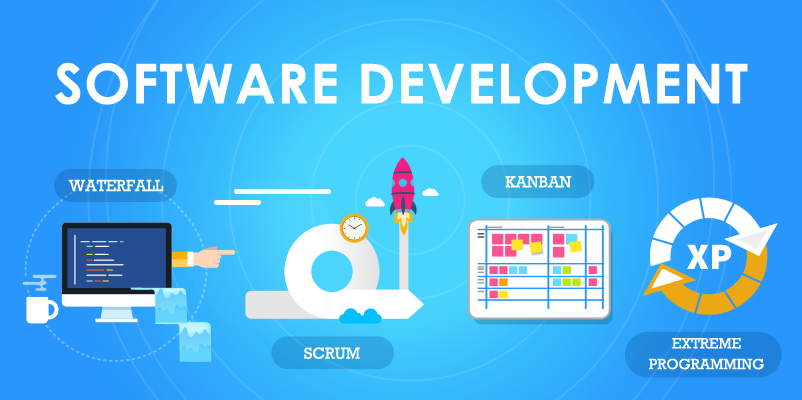 SOFTWARE DEVELOPMENT
WATERFALL
SCRUM
KANBAN
XP
EXTREME
PROGRAMMING